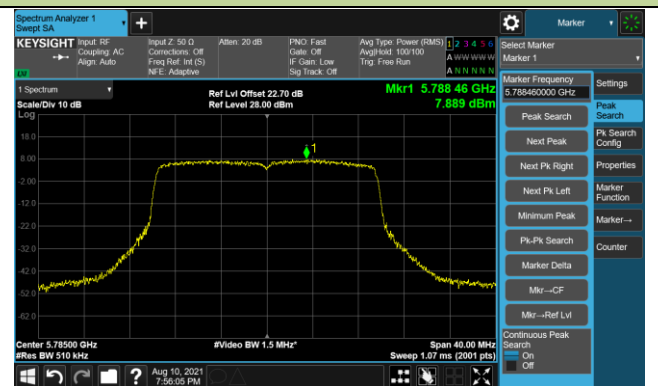 Spectrum Analyzer 1
Swept SA
Marker
KEYSIGHT
Input: RF
Coupling: AC
Align: Auto
Input Z: 50 Ω
Corrections: Off
Freq Ref: Int (S)
NFE: Adaptive
Atten: 20 dB
PNO: Fast
Gate: Off
IF Gain: Low
Sig Track: Off
Avg Type: Power (RMS)
Avg|Hold: 100/100
Trig: Free Run
1 2 3 4 5 6
A W W W W W
A N N N N N
LXI
Select Marker
Marker 1
1 Spectrum
Scale/Div 10 dB
Log
Ref Lvl Offset 22.70 dB
Ref Level 28.00 dBm
Mkr1 5.788 46 GHz
7.889 dBm
18.0
8.00
-2.00
-12.0
-22.0
-32.0
-42.0
-52.0
-62.0
1
Center 5.78500 GHz
#Res BW 510 kHz
#Video BW 1.5 MHz*
Span 40.00 MHz
Sweep 1.07 ms (2001 pts)
Marker Frequency
5.788460000 GHz
Peak Search
Next Peak
Next Pk Right
Next Pk Left
Minimum Peak
Pk-Pk Search
Marker Delta
Mkr→CF
Mkr→Ref Lvl
Continuous Peak
Search
On
Off
Settings
Peak
Search
Pk Search
Config
Properties
Marker
Function
Marker→
Counter
?
Aug 10, 2021
7:56:05 PM